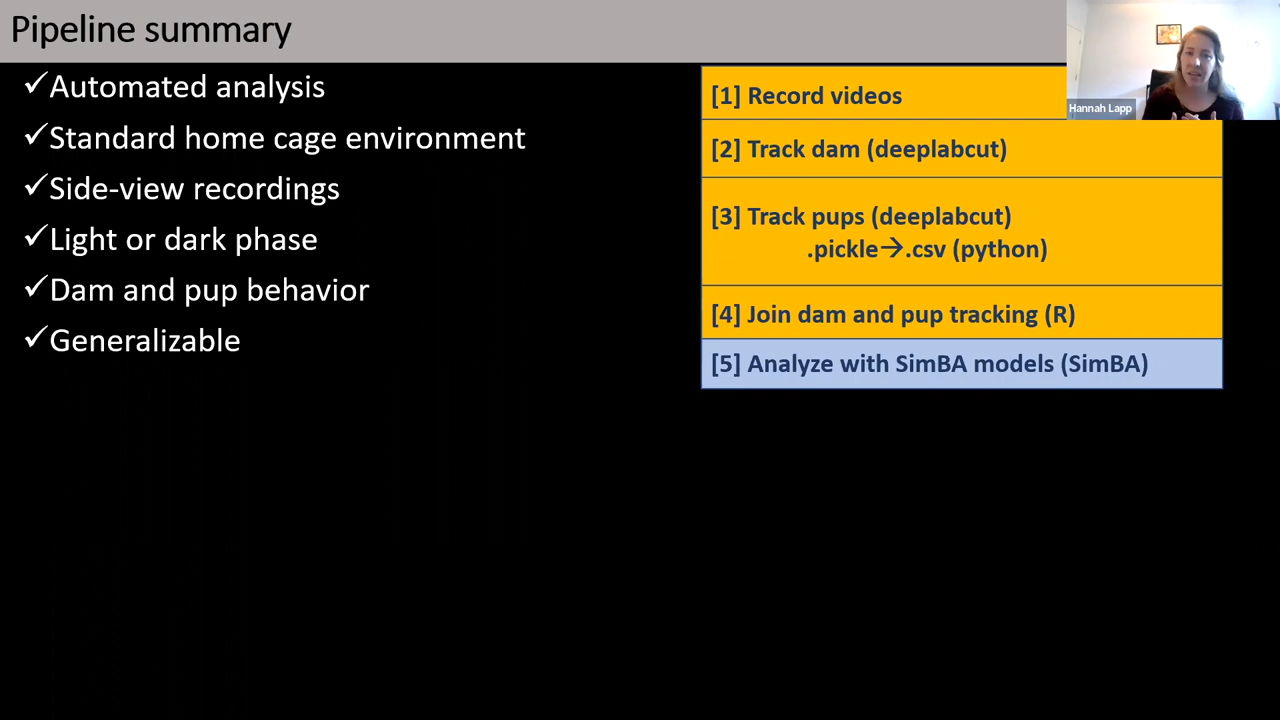 Pipeline summary
✓Automated analysis
✓Standard home cage environment
✓Side-view recordings
✓Light or dark phase
✓Dam and pup behavior
✓Generalizable
[1] Record videos
[2] Track dam (deeplabcut)
[3] Track pups (deeplabcut)
.pickle→.csv (python)
[4] Join dam and pup tracking (R)
[5] Analyze with SimBA models (SimBA)
Hannah Lapp